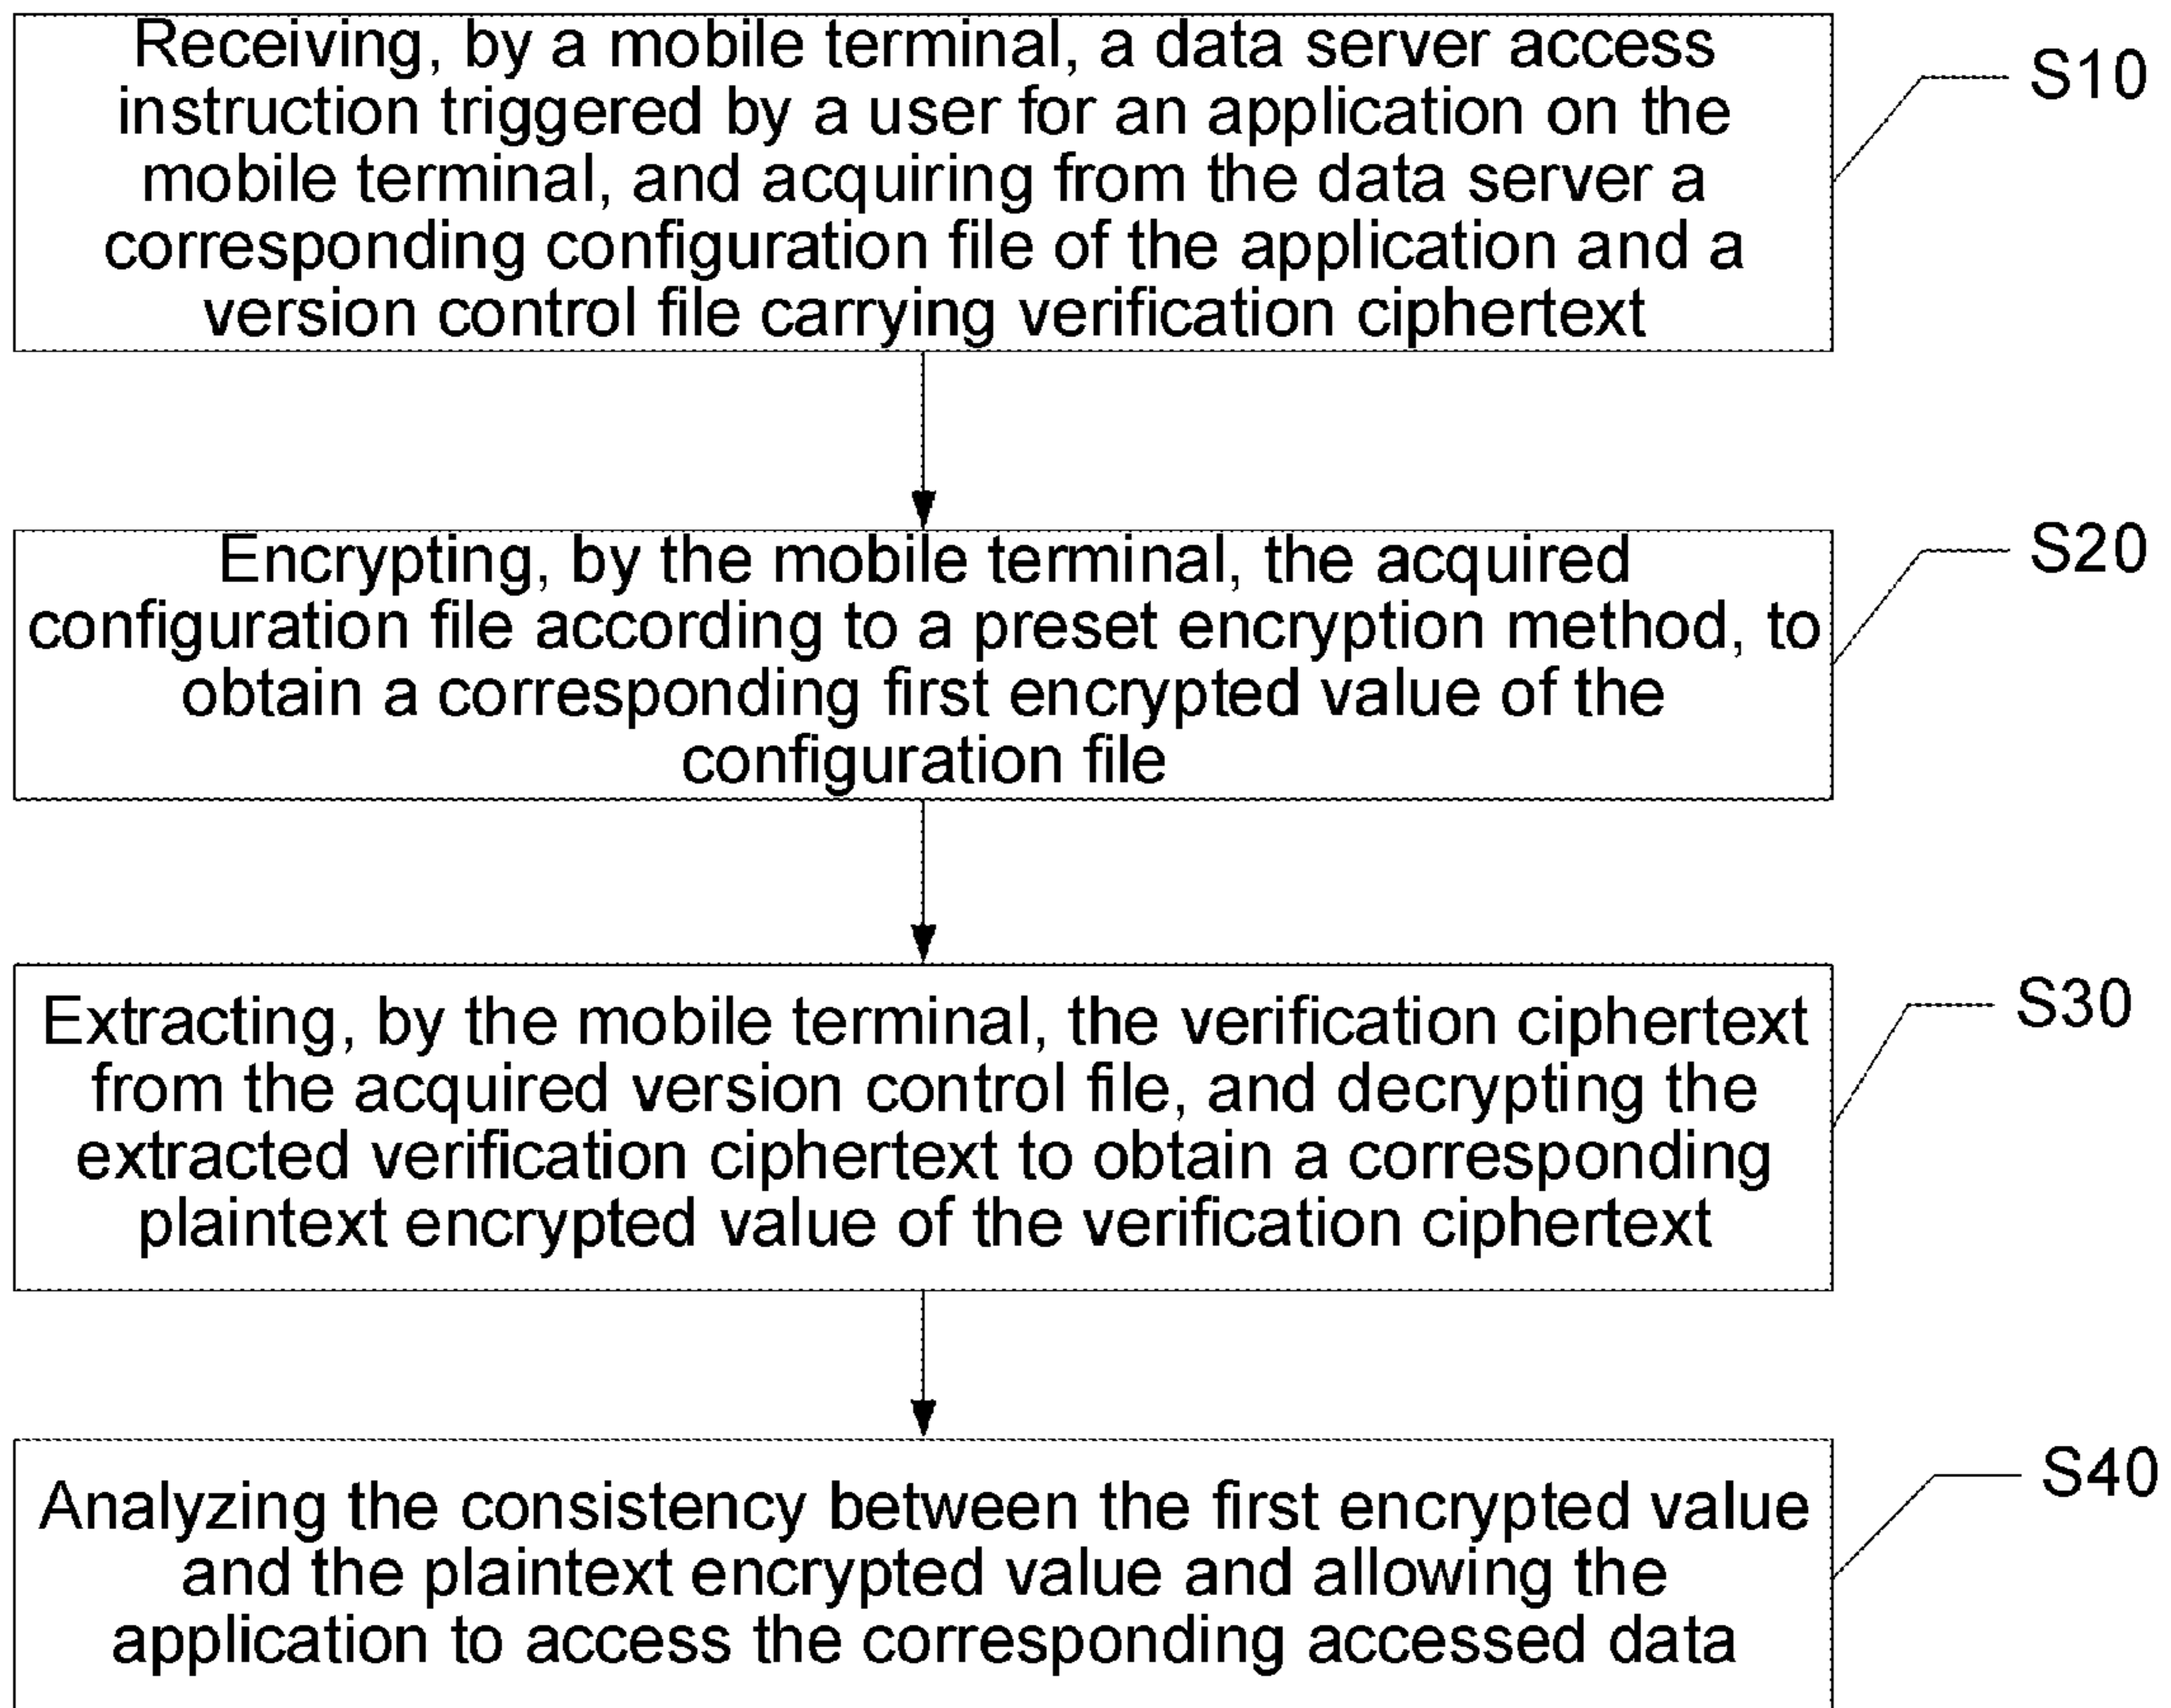 Receiving, by a mobile terminal, a data server access
instruction triggered by a user for an application on the
mobile terminal, and acquiring from the data server a
corresponding configuration file of the application and a
version control file carrying verification ciphertext
S10
Encrypting, by the mobile terminal, the acquired
configuration file according to a preset encryption method, to
obtain a corresponding first encrypted value of the
configuration file
S20
Extracting, by the mobile terminal, the verification ciphertext
from the acquired version control file, and decrypting the
extracted verification ciphertext to obtain a corresponding
plaintext encrypted value of the verification ciphertext
S30
Analyzing the consistency between the first encrypted value
and the plaintext encrypted value and allowing the
application to access the corresponding accessed data
S40